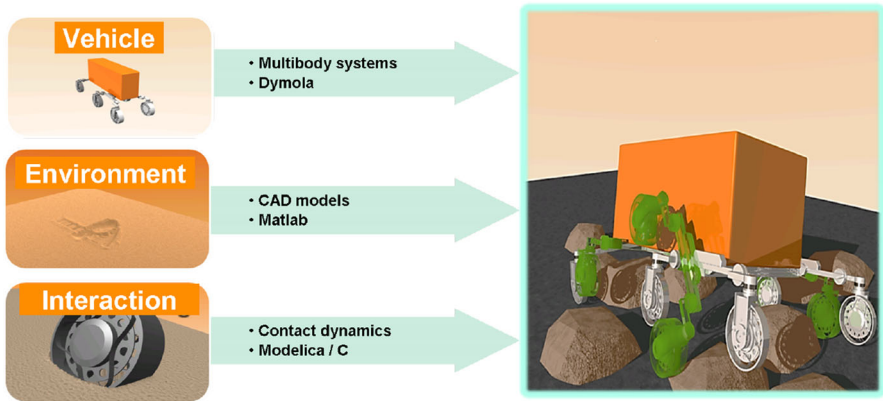 Vehicle
• Multibody systems
• Dymola
Environment
• CAD models
• Matlab
Interaction
• Contact dynamics
• Modelica / C